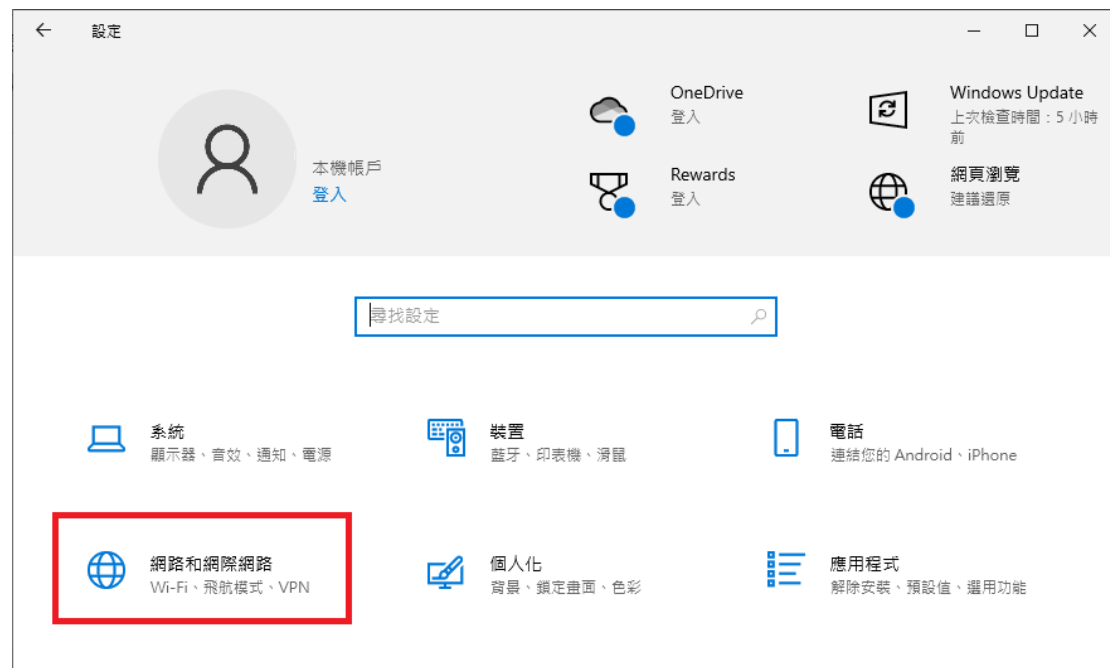 設定
OneDrive
登入
Windows Update
上次檢查時間：5 小時
前
本機帳戶
登入
Rewards
登入
網頁瀏覽
建議還原
尋找設定
系統
顯示器、音效、通知、電源
裝置
藍牙、印表機、滑鼠
電話
連結您的 Android、iPhone
網路和網際網路
Wi-Fi、飛航模式、VPN
個人化
背景、鎖定畫面、色彩
應用程式
解除安裝、預設值、選用功能